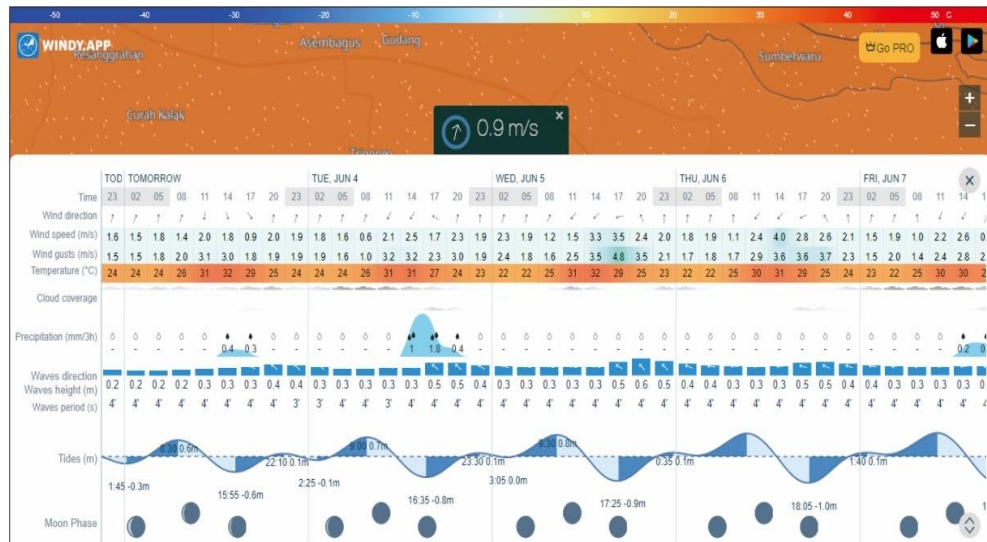 -50 -40 -30 -20 -10 0 10 20 30 40 50 C
WINDY.APP
Pesanggrahan
Asembagus Gudang
Sumbelwaru
Go PRO
Curah Kalak
0.9 m/s
×
+
−
Trigonco
TOD TOMORROW TUE, JUN 4 WED, JUN 5 THU, JUN 6 FRI, JUN 7 X
Time 23 02 05 08 11 14 17 20 23 02 05 08 11 14 17 20 23 02 05 08 11 14 17 20 23 02 05 08 11 14 17 20 23 02 05 08 11 14 1
Wind direction
Wind speed (m/s) 1.6 1.5 1.8 1.4 2.0 1.8 0.9 2.0 1.9 1.8 1.6 0.6 2.1 2.5 1.7 2.3 1.9 2.3 1.9 1.2 1.5 3.3 3.5 2.4 2.0 1.8 1.9 1.1 2.4 4.0 2.8 2.6 2.1 1.5 1.9 1.0 2.2 2.6 0.
Wind gusts (m/s) 1.5 1.5 1.8 2.0 3.1 3.0 1.8 1.9 1.9 1.9 1.6 1.0 3.2 3.2 2.3 3.0 1.9 2.4 1.8 1.6 2.5 3.5 4.8 3.5 2.1 1.7 1.8 1.7 2.9 3.6 3.6 3.7 2.3 1.5 2.0 1.4 2.4 2.8 2.
Temperature (°C) 24 24 24 26 31 32 29 25 24 24 24 26 31 31 27 24 23 22 22 25 31 32 29 25 23 22 22 25 30 31 29 25 24 23 22 25 30 30 2
Cloud coverage
Precipitation (mm/3h) - - - - - 0.4 0.3 - - - - - - 1 1.8 0.4 - - - - - - - - - - - - - - - - - - - - - 0.2 0.
Waves direction
Waves height (m) 0.2 0.2 0.2 0.2 0.3 0.3 0.3 0.4 0.4 0.3 0.3 0.3 0.3 0.3 0.5 0.5 0.4 0.3 0.3 0.3 0.3 0.3 0.5 0.6 0.5 0.4 0.4 0.3 0.3 0.3 0.5 0.5 0.4 0.3 0.3 0.3 0.3 0.3 0.
Waves period (s) 4' 4' 4' 4' 4' 4' 4' 4' 3' 3' 4' 4' 3' 4' 4' 4' 4' 4' 4' 4' 4' 4' 4' 4' 4' 4' 4' 4' 4' 4' 4' 4' 4' 4' 4' 4' 4' 4' 4
8:30 0.6m 9:00 0.7m 9:30 0.8m
Tides (m) 22:10 0.1m 23:30 0.1m 0:35 0.1m 1:40 0.1m
1:45 -0.3m 2:25 -0.1m 3:05 0.0m
15:55 -0.6m 16:35 -0.8m 17:25 -0.9m 18:05 -1.0m 1
Moon Phase